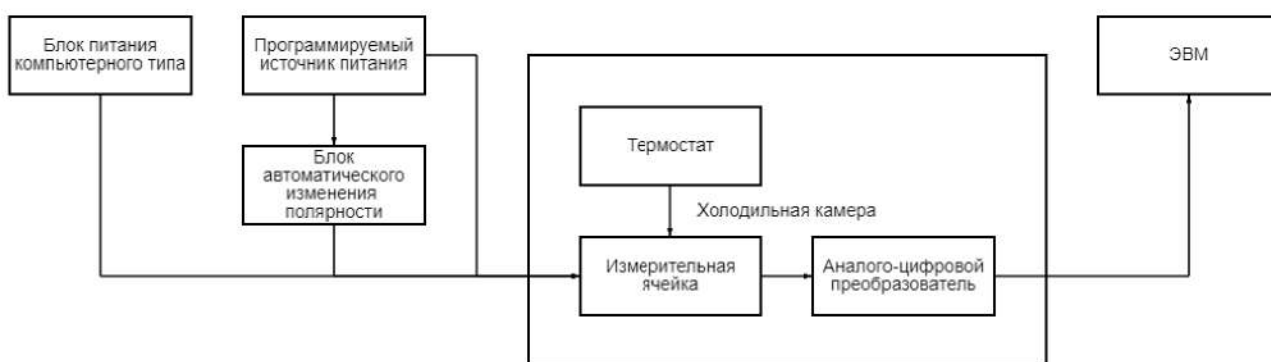 Блок питания
компьютерного типа
Программируемый
источник питания
ЭВМ
Термостат
Блок
автоматического
изменения
полярности
Холодильная камера
Измерительная
ячейка
Аналого-цифровой
преобразователь